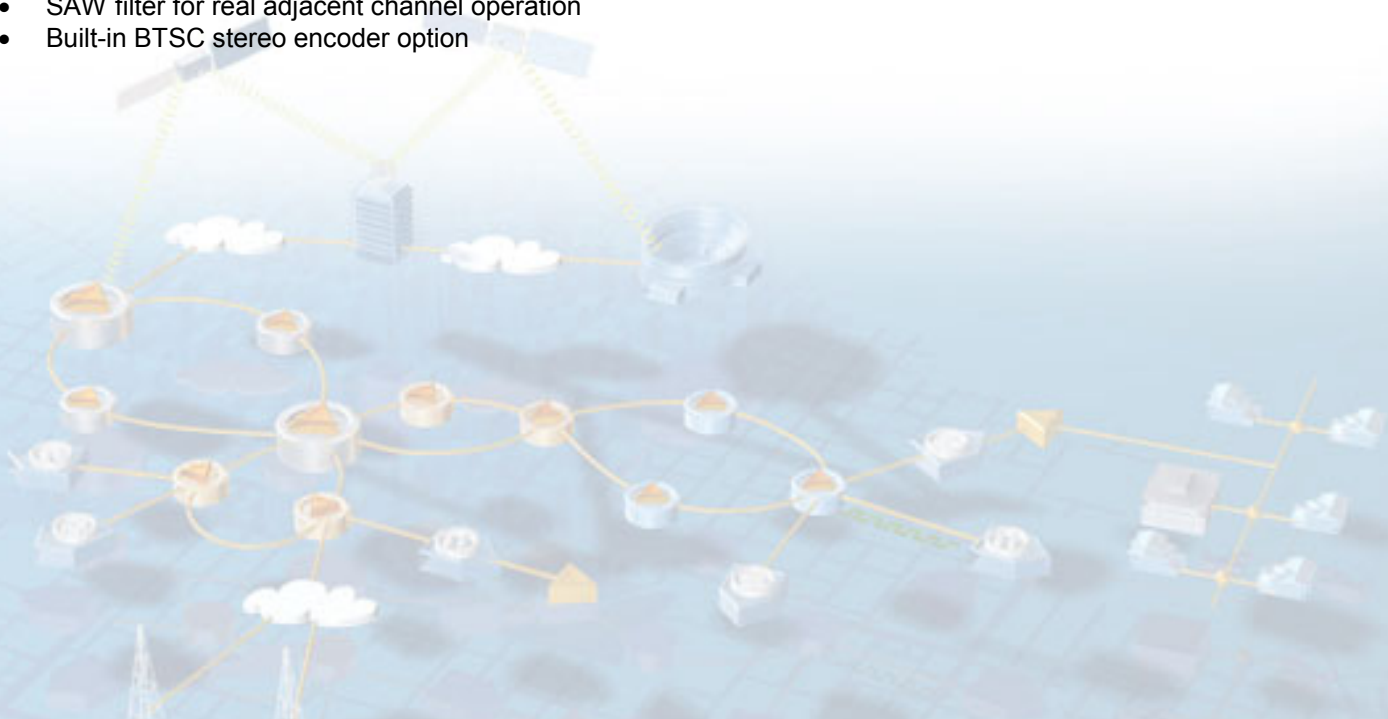 • SAW filter for real adjacent channel operation
• Built-in BTSC stereo encoder option